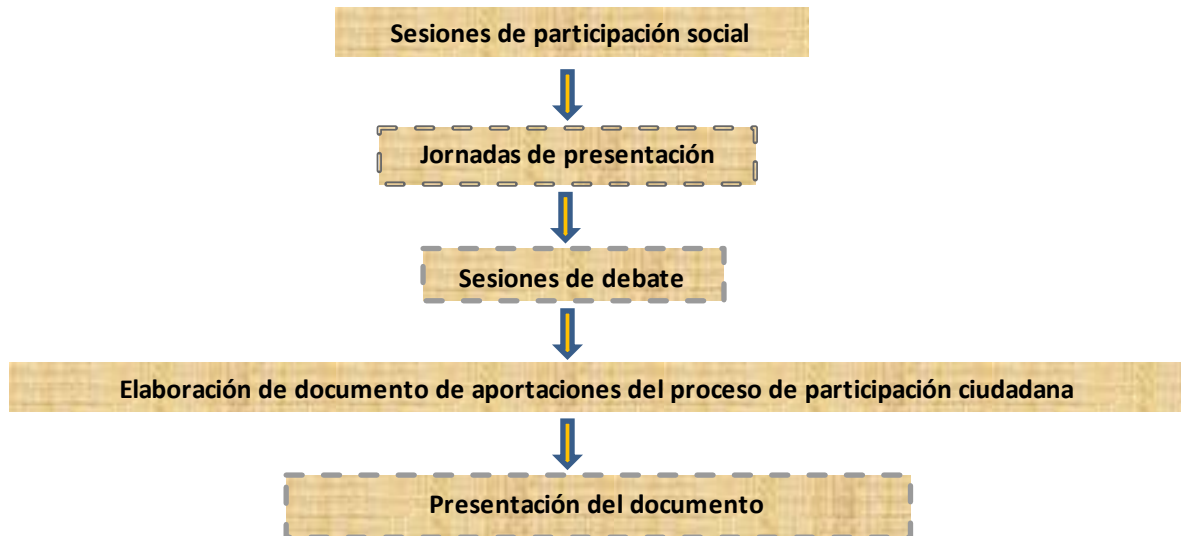 Sesiones de participación social
Jornadas de presentación
Sesiones de debate
Elaboración de documento de aportaciones del proceso de participación ciudadana
Presentación del documento